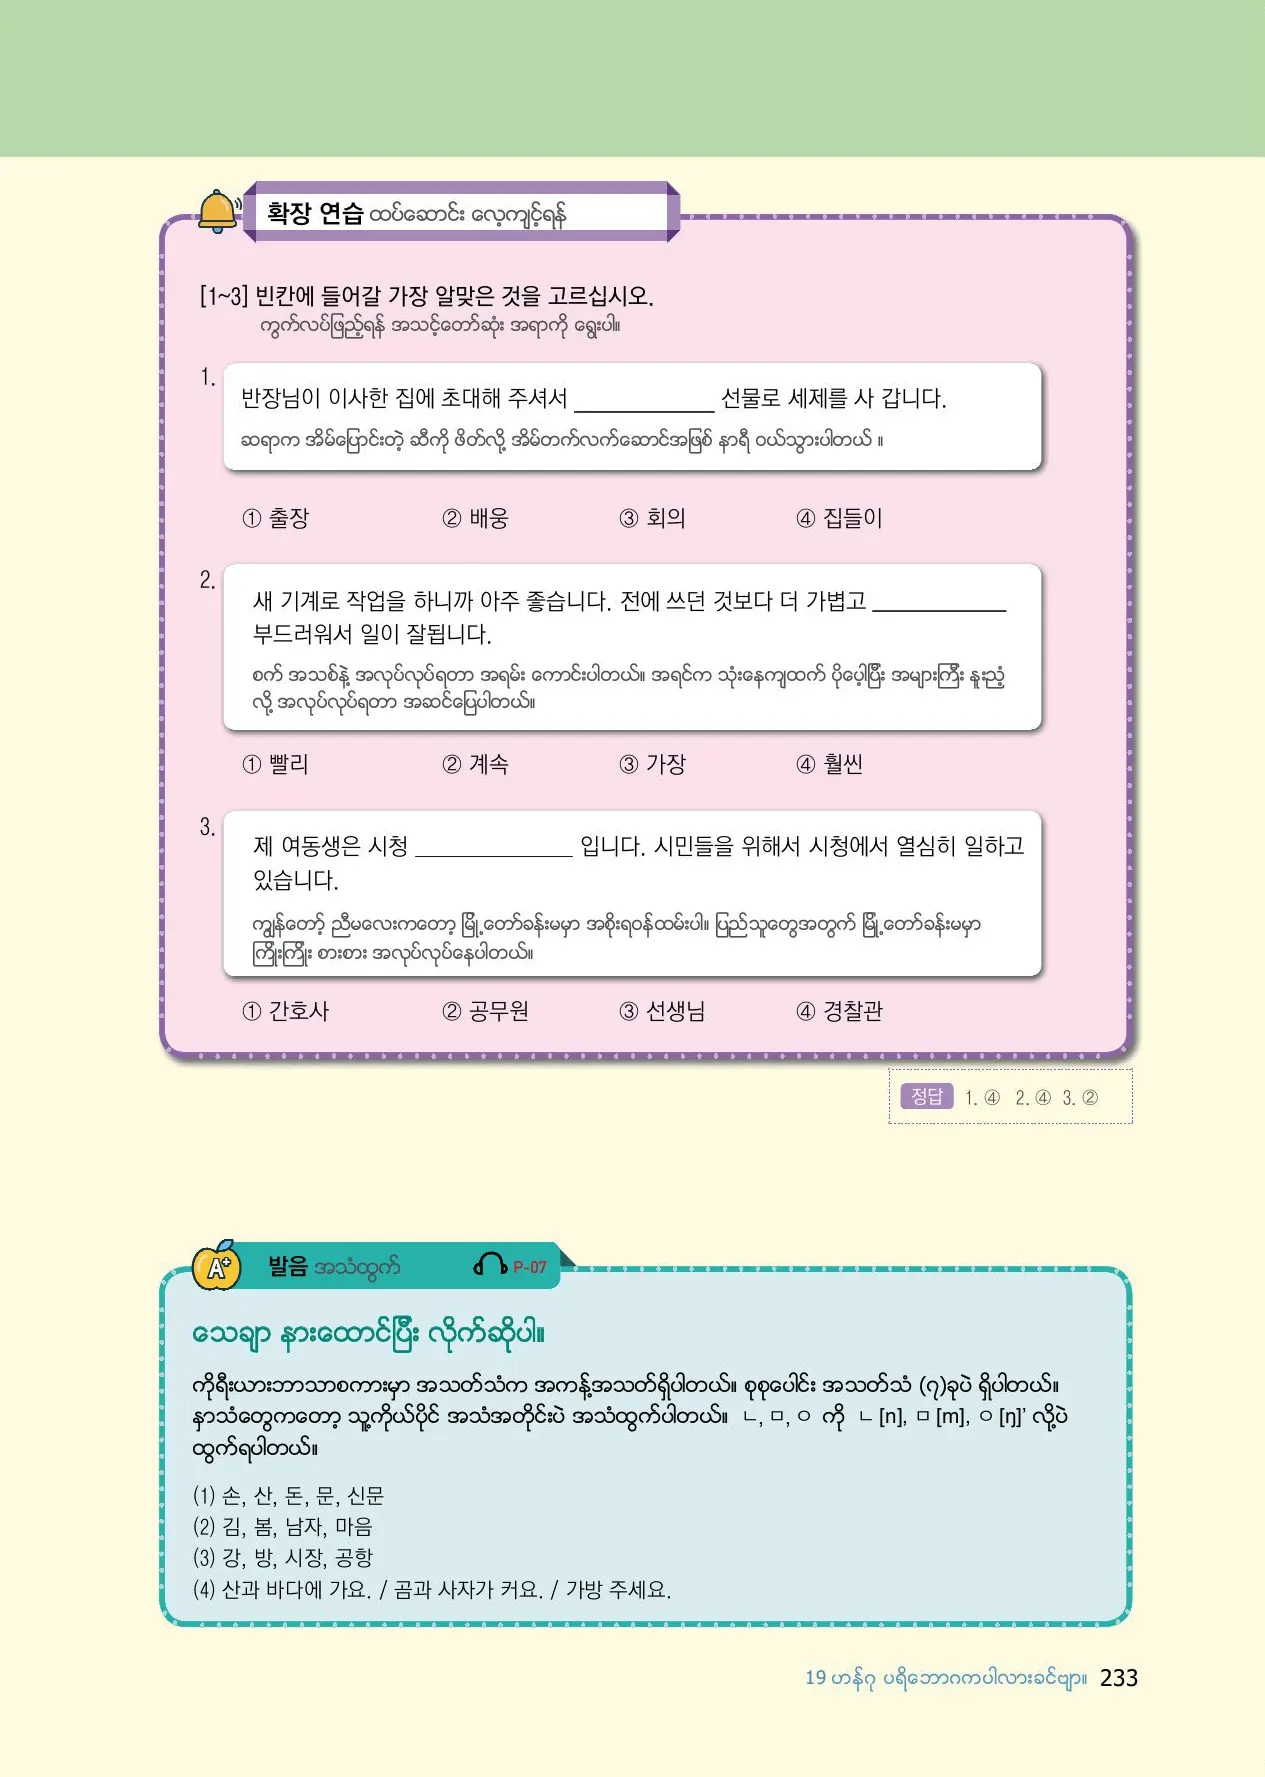 확장 연습 ထပ်ဆောင်း လေ့ကျင့်ရန်
[1~3] 빈칸에 들어갈 가장 알맞은 것을 고르십시오.
ကွက်လပ်ဖြည့်ရန် အသင့်တော်ဆုံး အရာကို ရွေးပါ။
1.
반장님이 이사한 집에 초대해 주셔서 ____________ 선물로 세제를 사 갑니다.
ဆရာက အိမ်ပြောင်းတဲ့ ဆီကို ဖိတ်လို့ အိမ်တက်လက်ဆောင်အဖြစ် နာရီ ဝယ်သွားပါတယ် ။
① 출장 ② 배웅 ③ 회의 ④ 집들이
2.
새 기계로 작업을 하니까 아주 좋습니다. 전에 쓰던 것보다 더 가볍고 ____________
부드러워서 일이 잘됩니다.
စက် အသစ်နဲ့ အလုပ်လုပ်ရတာ အရမ်း ကောင်းပါတယ်။ အရင်က သုံးနေကျထက် ပိုပေ့ါပြီး အများကြီး နူးညံ့
လို့ အလုပ်လုပ်ရတာ အဆင်ပြေပါတယ်။
① 빨리 ② 계속 ③ 가장 ④ 훨씬
3.
제 여동생은 시청 ______________ 입니다. 시민들을 위해서 시청에서 열심히 일하고
있습니다.
ကျွန်တော့် ညီမလေးကတော့ မြို့တော်ခန်းမမှာ အစိုးရဝန်ထမ်းပါ။ ပြည်သူတွေအတွက် မြို့တော်ခန်းမမှာ
ကြိုးကြိုး စားစား အလုပ်လုပ်နေပါတယ်။
① 간호사 ② 공무원 ③ 선생님 ④ 경찰관
정답 1. ④ 2. ④ 3. ②
A+ 발음 အသံထွက် P-07
သေချာ နားထောင်ပြီး လိုက်ဆိုပါ။
ကိုရီးယားဘာသာစကားမှာ အသတ်သံက အကန့်အသတ်ရှိပါတယ်။ စုစုပေါင်း အသတ်သံ (၇)ခုပဲ ရှိပါတယ်။
နှာသံတွေကတော့ သူ့ကိုယ်ပိုင် အသံအတိုင်းပဲ အသံထွက်ပါတယ်။ ㄴ, ㅁ, ㅇ ကို ㄴ [n], ㅁ [m], ㅇ [ŋ]’ လို့ပဲ
ထွက်ရပါတယ်။
(1) 손, 산, 돈, 문, 신문
(2) 김, 봄, 남자, 마음
(3) 강, 방, 시장, 공항
(4) 산과 바다에 가요. / 곰과 사자가 커요. / 가방 주세요.
19 ဟန်ဂု ပရိဘောဂကပါလားခင်ဗျာ။ 233